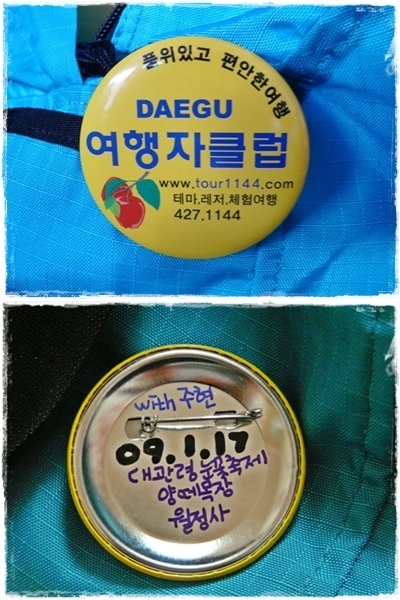 품위있고 편안한여행
DAEGU
여행자클럽
www.tour1144.com
테마,레저,체험여행
427.1144
with 주현
09.1.17
대관령눈꽃축제
양떼목장
월정사